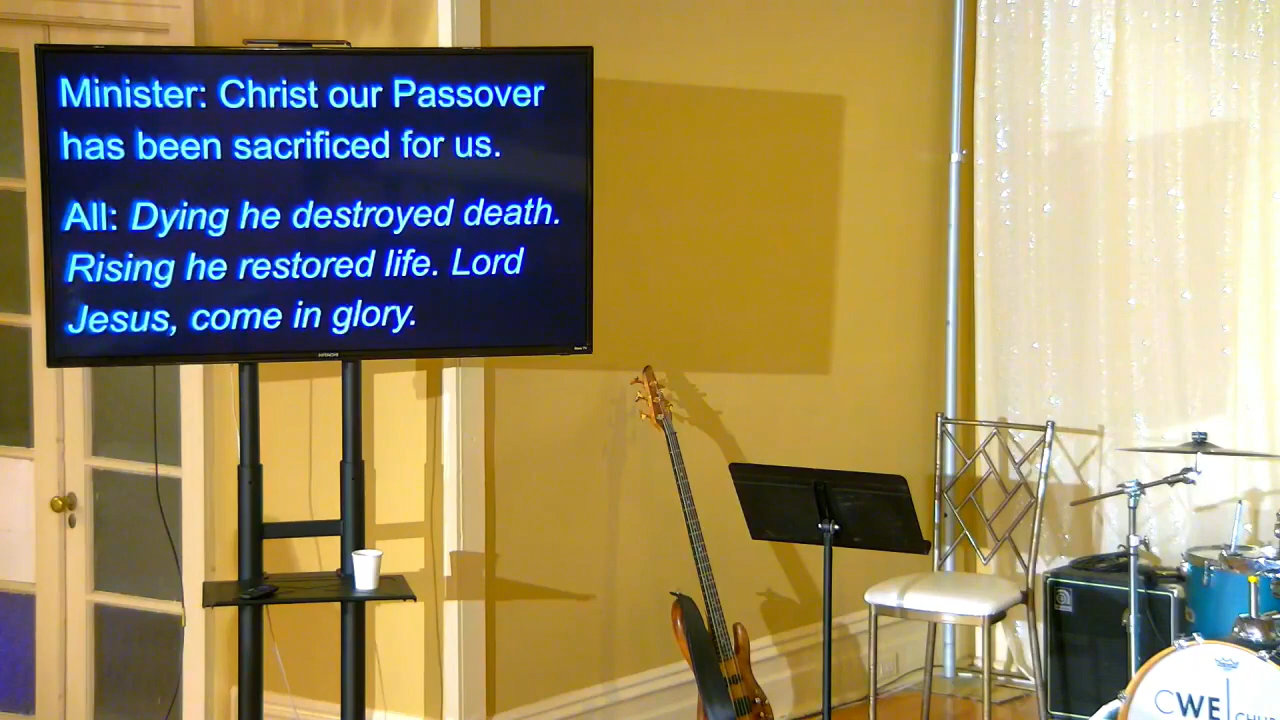 Minister: Christ our Passover
has been sacrificed for us.
All: Dying he destroyed death.
Rising he restored life. Lord
Jesus, come in glory.
HITACHI
CWE